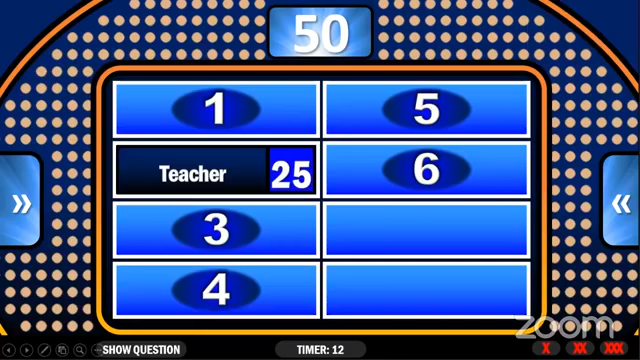 50
1
5
Teacher 25
6
3
4
»
«
zoom
SHOW QUESTION
TIMER: 12
X
XX
XXX